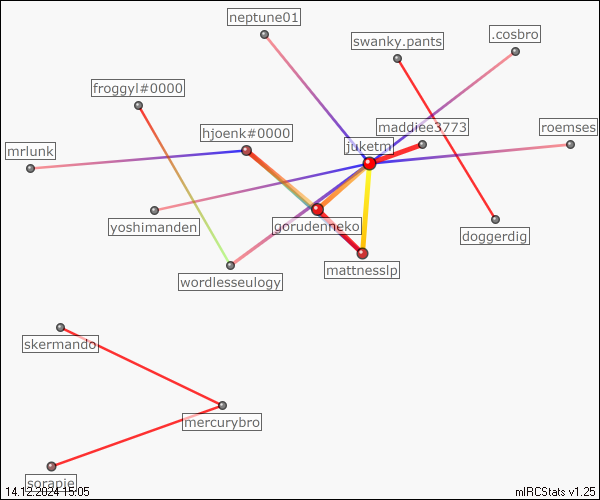 neptune01
.cosbro
swanky.pants
froggyl#0000
maddiee3773
roemses
hjoenk#0000
juketm
mrlunk
yoshimanden
gorudenneko
doggerdig
mattnesslp
wordlesseulogy
skermando
mercurybro
sorapie
14.12.2024 15:05
mIRCStats v1.25